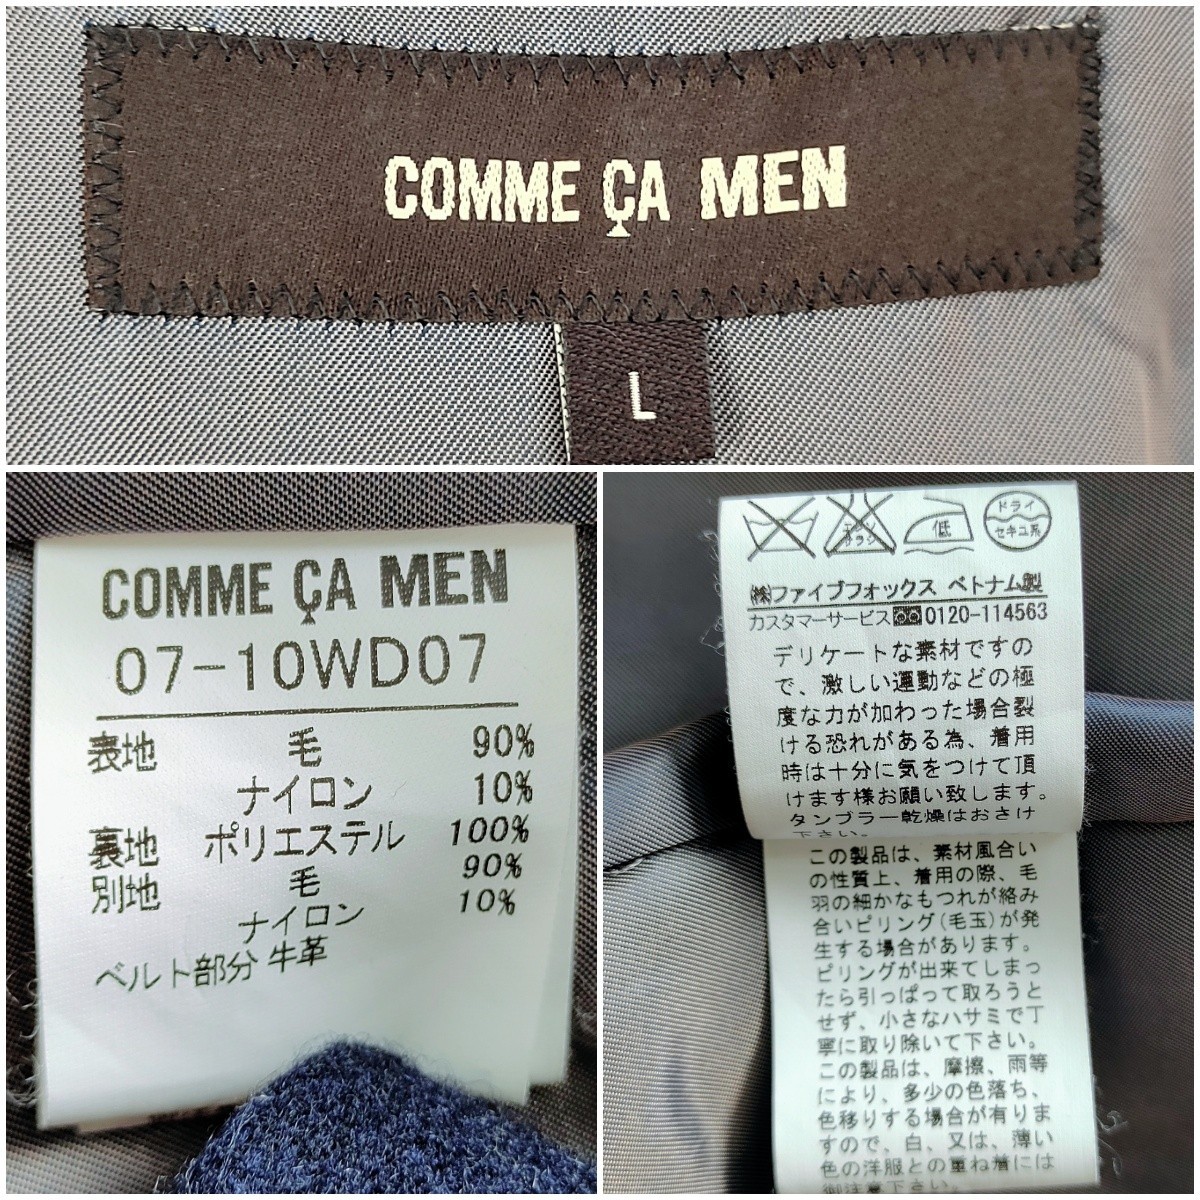 COMME ÇA MEN
L
COMME ÇA MEN
07-10WD07
表地 毛 90%
ナイロン 10%
裏地 ポリエステル 100%
別地 毛 90%
ナイロン 10%
ベルト部分 牛革
低
ドライ
セキユ系
㈱ファイブフォックス ベトナム製
カスタマーサービス 0120-114563
デリケートな素材ですの
で、激しい運動などの極
度な力が加わった場合裂
ける恐れがある為、着用
時は十分に気をつけて頂
けます様お願い致します。
タンブラー乾燥はおさけ
下さい。
この製品は、素材風合い
の性質上、着用の際、毛
羽の細かなもつれが絡み
合いピリング(毛玉)が発
生する場合があります。
ピリングが出来てしまっ
たら引っぱって取ろうと
せず、小さなハサミで丁
寧に取り除いて下さい。
この製品は、摩擦、雨等
により、多少の色落ち、
色移りする場合が有りま
すので、白、又は、薄い
色の洋服との重ね着には
御注意下さい。